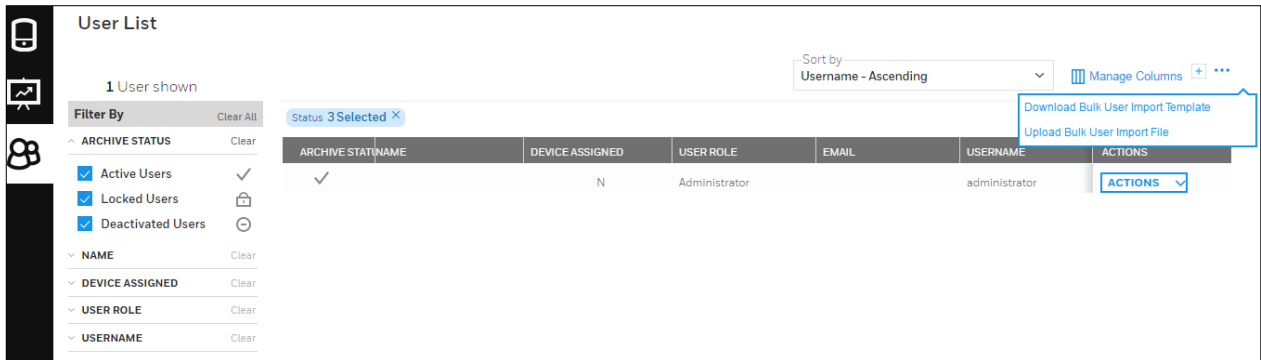 User List
Sort by
Username - Ascending
Manage Columns
1 User shown
Download Bulk User Import Template
Upload Bulk User Import File
Filter By Clear All
Status 3 Selected ×
ARCHIVE STATUS Clear
ARCHIVE STATU NAME DEVICE ASSIGNED USER ROLE EMAIL USERNAME ACTIONS
Active Users
N Administrator administrator ACTIONS
Locked Users
Deactivated Users
NAME Clear
DEVICE ASSIGNED Clear
USER ROLE Clear
USERNAME Clear